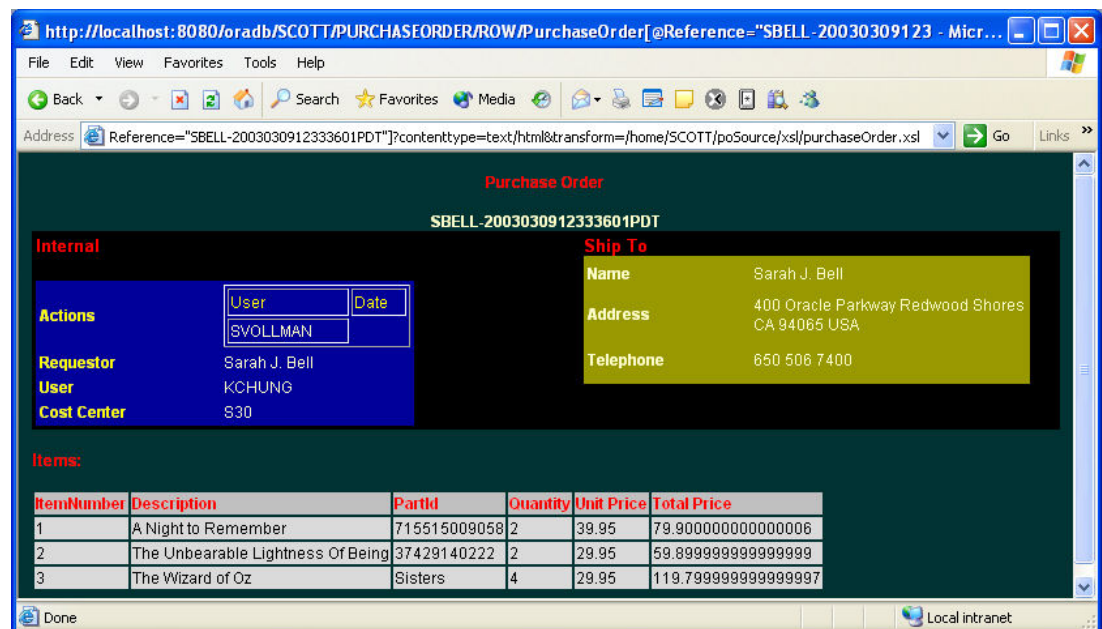 http://localhost:8080/oradb/SCOTT/PURCHASEORDER/ROW/PurchaseOrder[@Reference="SBELL-20030309123 - Micr...
File Edit View Favorites Tools Help
Back Search Favorites Media
Address Reference="SBELL-2003030912333601PDT"]?contenttype=text/html&transform=/home/SCOTT/poSource/xsl/purchaseOrder.xsl Go Links »
Purchase Order
SBELL-2003030912333601PDT
Internal Ship To
Name Sarah J. Bell
Actions User Date
SVOLLMAN
Address 400 Oracle Parkway Redwood Shores
CA 94065 USA
Requestor Sarah J. Bell
Telephone 650 506 7400
User KCHUNG
Cost Center S30
Items:
ItemNumber Description PartId Quantity Unit Price Total Price
1 A Night to Remember 715515009058 2 39.95 79.900000000000006
2 The Unbearable Lightness Of Being 37429140222 2 29.95 59.899999999999999
3 The Wizard of Oz Sisters 4 29.95 119.799999999999997
Done Local intranet